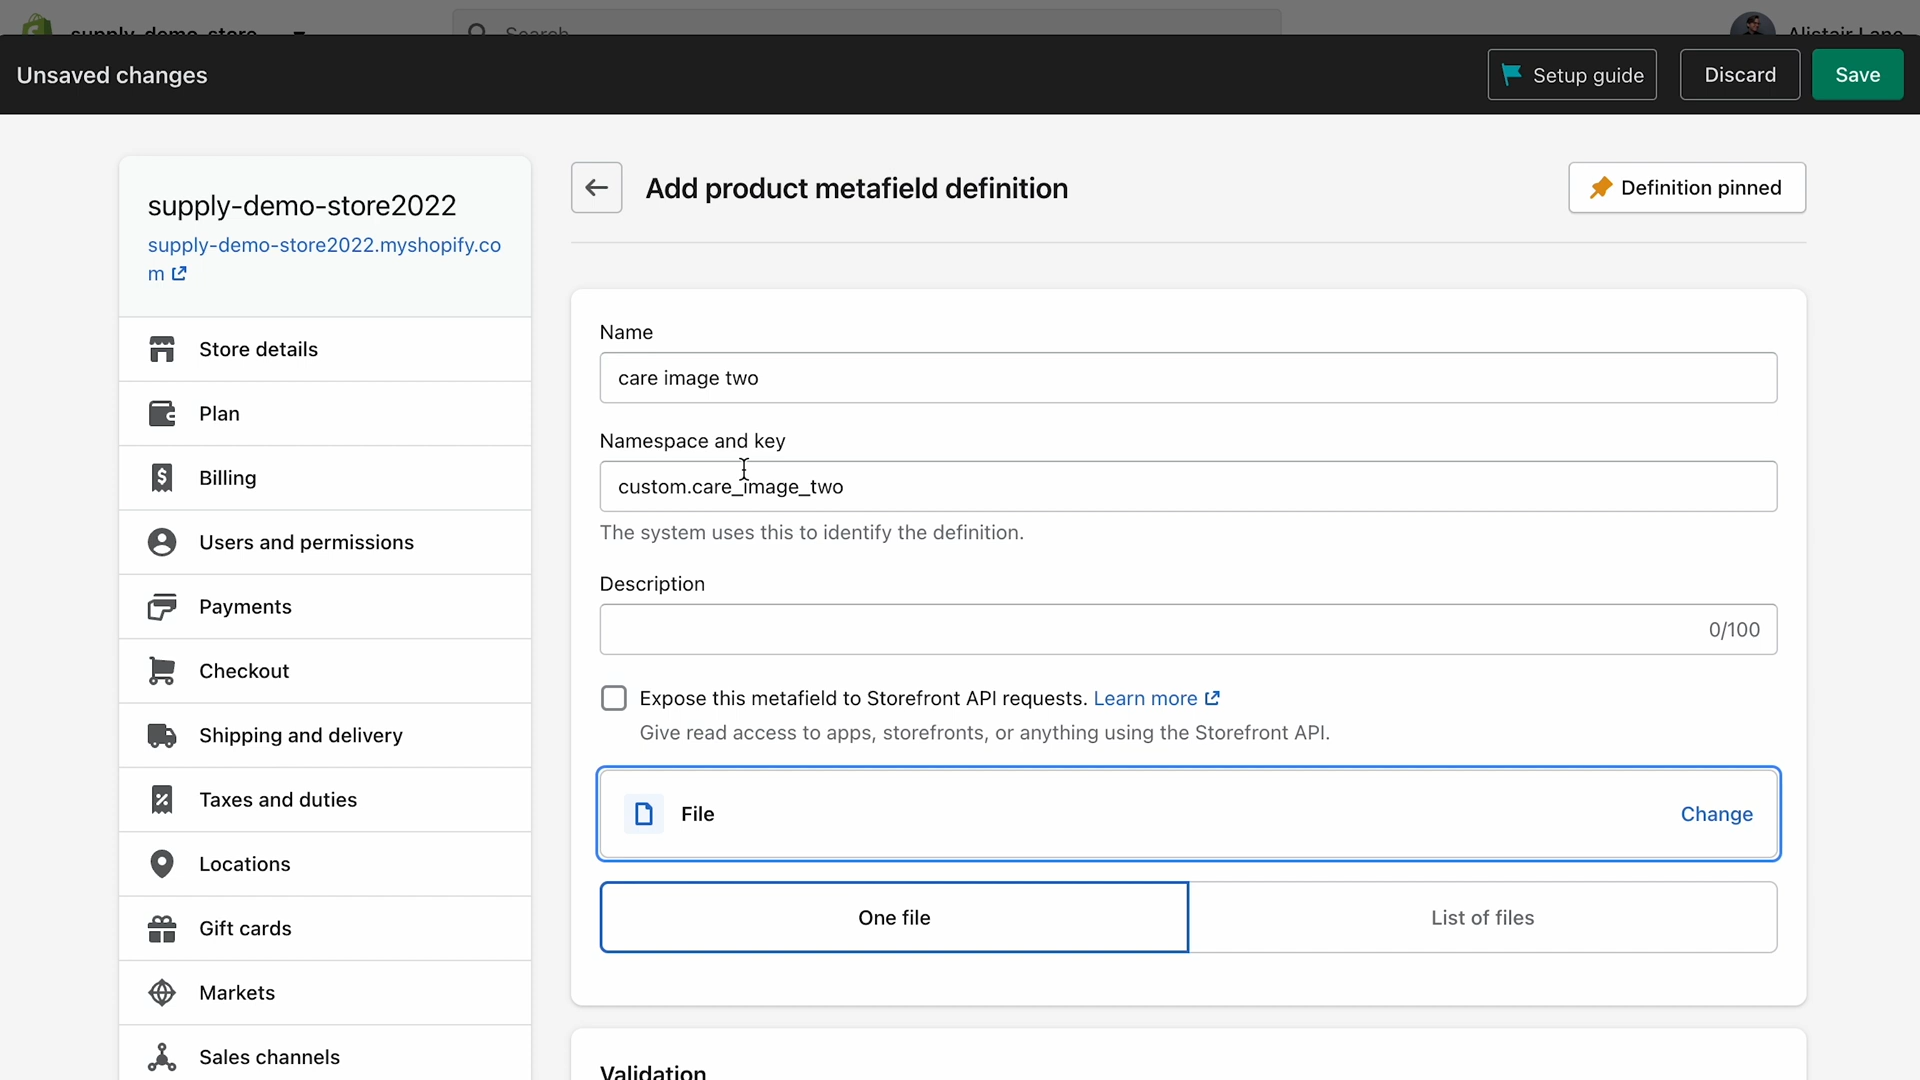 supply_demo_store
Search
Alistair Lane
Unsaved changes
Setup guide
Discard
Save
supply-demo-store2022
supply-demo-store2022.myshopify.co
m
Store details
Plan
Billing
Users and permissions
Payments
Checkout
Shipping and delivery
Taxes and duties
Locations
Gift cards
Markets
Sales channels
Add product metafield definition
Definition pinned
Name
care image two
Namespace and key
custom.care_image_two
The system uses this to identify the definition.
Description
0/100
Expose this metafield to Storefront API requests. Learn more
Give read access to apps, storefronts, or anything using the Storefront API.
File
Change
One file
List of files
Validation